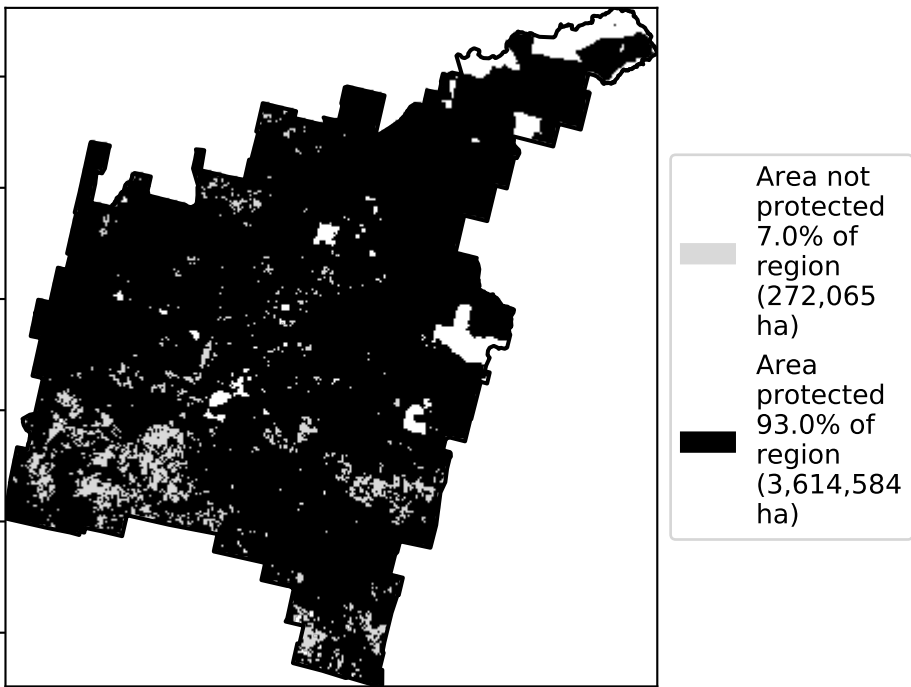 Area not
protected
7.0% of
region
(272,065
ha)
Area
protected
93.0% of
region
(3,614,584
ha)